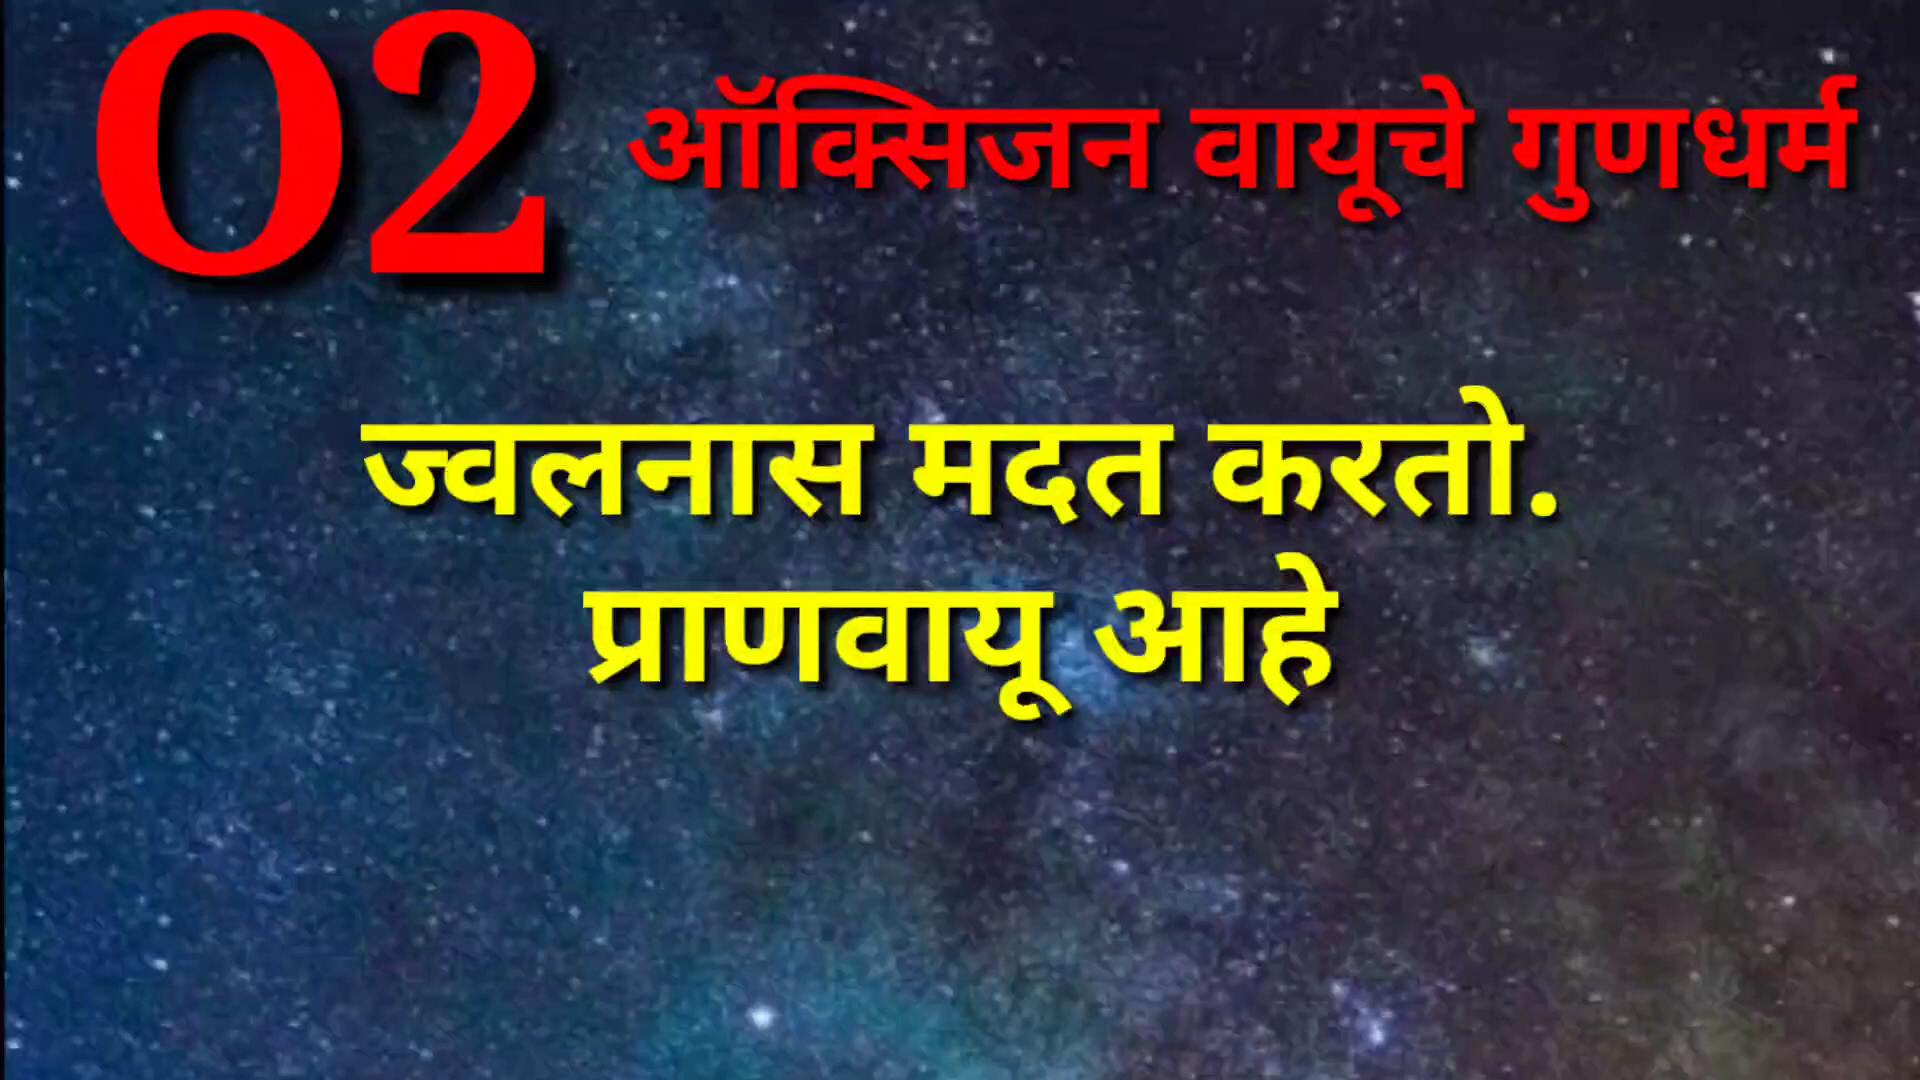 O2 ऑक्सिजन वायूचे गुणधर्म
ज्वलनास मदत करतो.
प्राणवायू आहे